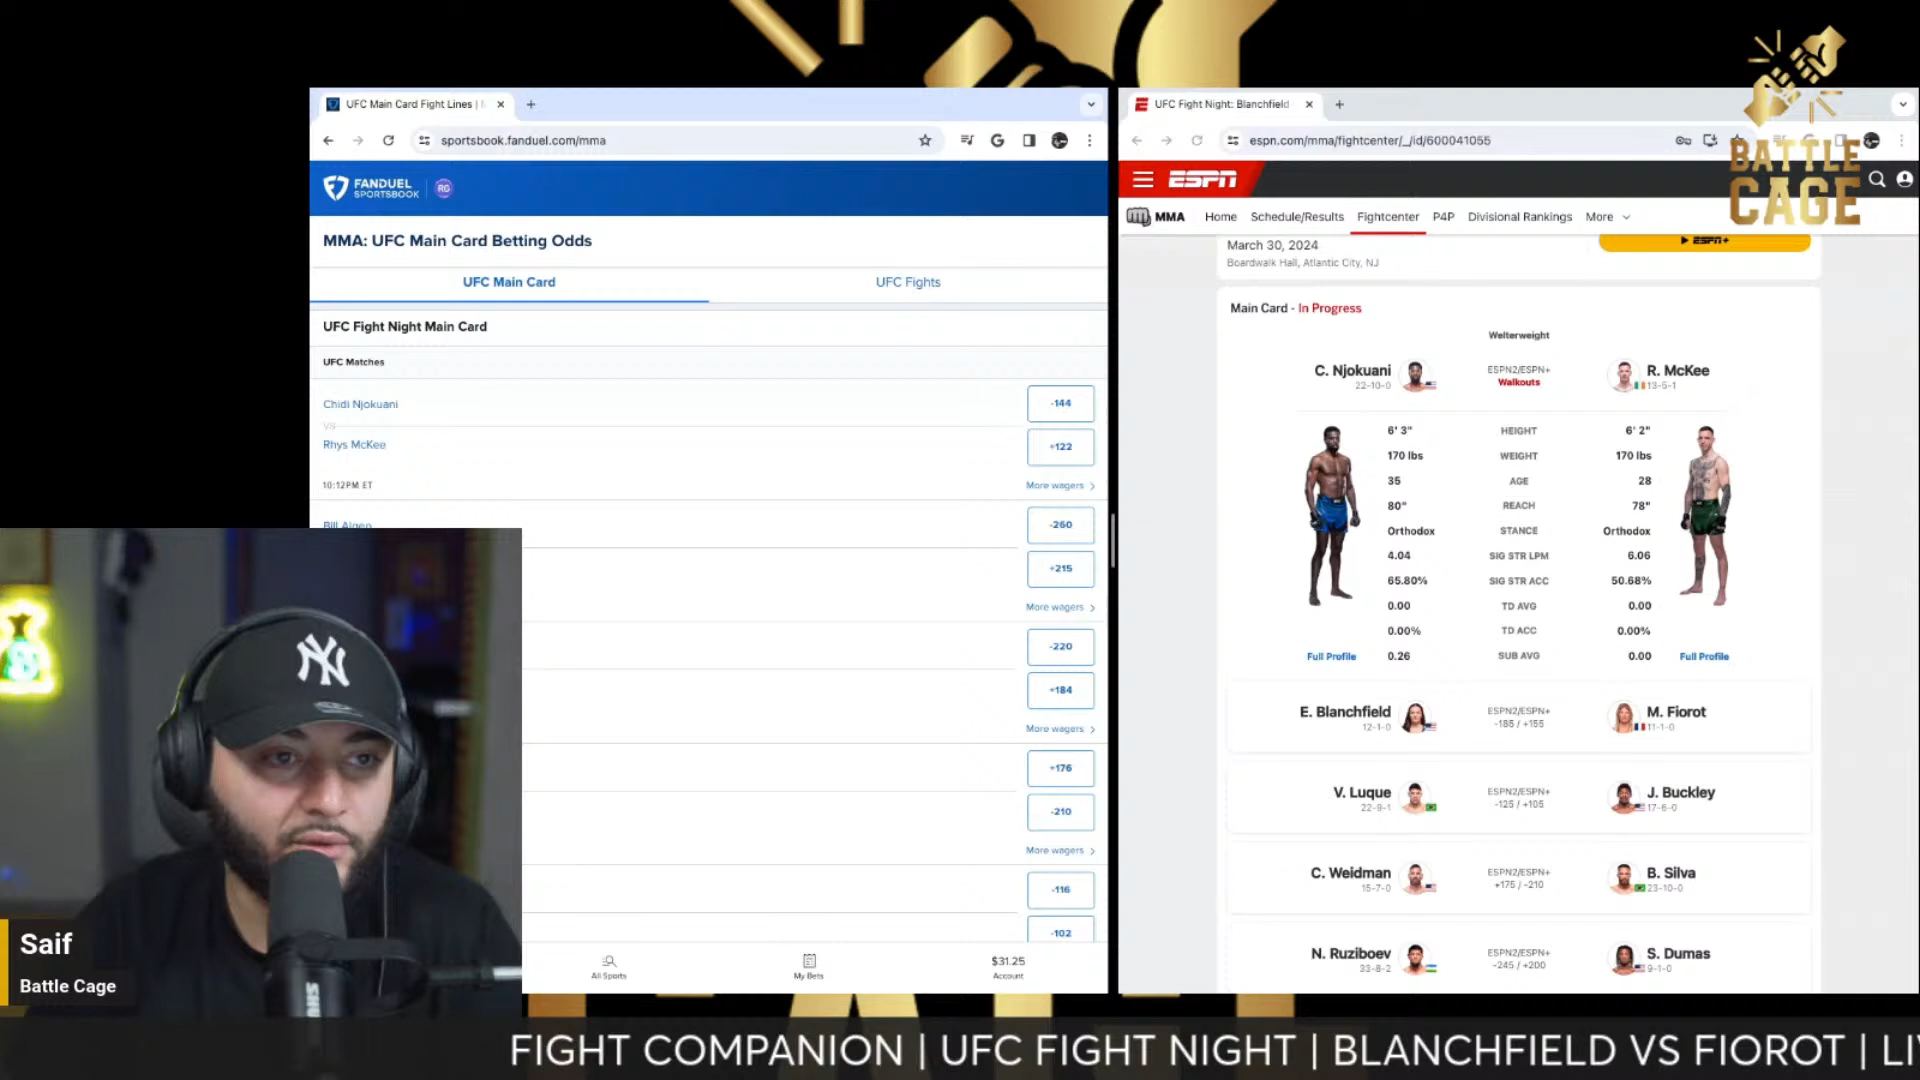 UFC Main Card Fight Lines |
sportsbook.fanduel.com/mma
FANDUEL
SPORTSBOOK
RG
MMA: UFC Main Card Betting Odds
UFC Main Card
UFC Fights
UFC Fight Night Main Card
UFC Matches
Chidi Njokuani
-144
VS
Rhys McKee
+122
10:12PM ET
More wagers
Bill Algeo
-260
+215
More wagers
-220
+184
More wagers
+176
-210
More wagers
-116
-102
All Sports
My Bets
$31.25
Account
UFC Fight Night: Blanchfield
espn.com/mma/fightcenter/_/id/600041055
BATTLE
CAGE
ESPN
MMA
Home
Schedule/Results
Fightcenter
P4P
Divisional Rankings
More
March 30, 2024
ESPN+
Boardwalk Hall, Atlantic City, NJ
Main Card - In Progress
Welterweight
C. Njokuani
22-10-0
ESPN2/ESPN+
Walkouts
R. McKee
13-5-1
6' 3" HEIGHT 6' 2"
170 lbs WEIGHT 170 lbs
35 AGE 28
80" REACH 78"
Orthodox STANCE Orthodox
4.04 SIG STR LPM 6.06
65.80% SIG STR ACC 50.68%
0.00 TD AVG 0.00
0.00% TD ACC 0.00%
Full Profile 0.26 SUB AVG 0.00 Full Profile
E. Blanchfield
12-1-0
ESPN2/ESPN+
-185 / +155
M. Fiorot
11-1-0
V. Luque
22-9-1
ESPN2/ESPN+
-125 / +105
J. Buckley
17-6-0
C. Weidman
15-7-0
ESPN2/ESPN+
+175 / -210
B. Silva
23-10-0
N. Ruziboev
33-8-2
ESPN2/ESPN+
-245 / +200
S. Dumas
9-1-0
NY
SHURE
Saif
Battle Cage
FIGHT COMPANION | UFC FIGHT NIGHT | BLANCHFIELD VS FIOROT | LIV